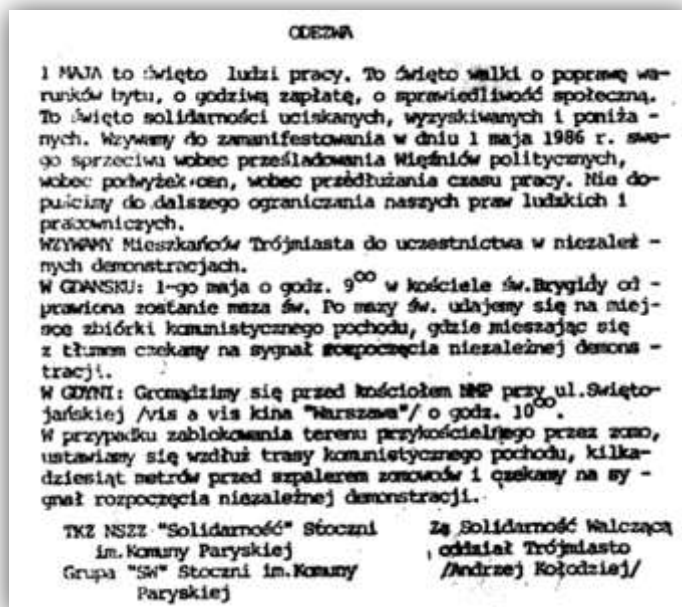 ODEZWA
1 MAJA to święto ludzi pracy. To święto walki o poprawę wa-
runków bytu, o godziwą zapłatę, o sprawiedliwość społeczną.
To święto solidarności uciskanych, wyzyskiwanych i poniża -
nych. Wzywamy do zamanifestowania w dniu 1 maja 1986 r. swe-
go sprzeciwu wobec prześladowania Więźniów politycznych,
wobec podwyżek cen, wobec przedłużania czasu pracy. Nie do-
puścimy do dalszego ograniczania naszych praw ludzkich i
pracowniczych.
WZYWAMY Mieszkańców Trójmiasta do uczestnictwa w niezależ -
nych demonstracjach.
W GDAŃSKU: 1-go maja o godz. 9⁰⁰ w kościele św.Brygidy od -
prawiona zostanie msza św. Po mszy św. udajemy się na miej-
sce zbiórki komunistycznego pochodu, gdzie mieszając się
z tłumem czekamy na sygnał rozpoczęcia niezależnej demons -
tracji.
W GDYNI: Gromadzimy się przed kościołem NMP przy ul.Święto-
jańskiej /vis a vis kina "Warszawa"/ o godz. 10⁰⁰.
W przypadku zablokowania terenu przykościelnego przez zomo,
ustawiamy się wzdłuż trasy komunistycznego pochodu, kilka-
dziesiąt metrów przed szpalerem zomowców i czekamy na sy -
gnał rozpoczęcia niezależnej demonstracji.
TKZ NSZZ "Solidarność" Stoczni
im.Komuny Paryskiej
Grupa "SW" Stoczni im.Komuny
Paryskiej
Za Solidarność Walczącą
oddział Trójmiasto
/Andrzej Kołodziej/